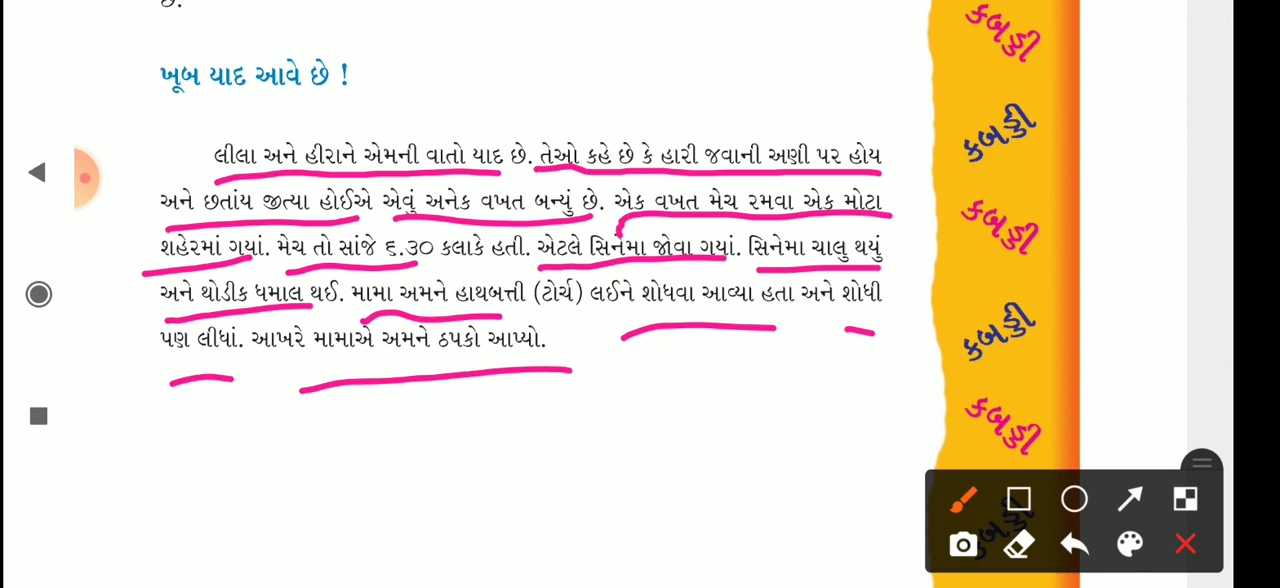 છે.
ખૂબ યાદ આવે છે !
લીલા અને હીરાને એમની વાતો યાદ છે. તેઓ કહે છે કે હારી જવાની અણી પર હોય
અને છતાંય જીત્યા હોઈએ એવું અનેક વખત બન્યું છે. એક વખત મેચ રમવા એક મોટા
શહેરમાં ગયાં. મેચ તો સાંજે ૬.૩૦ કલાકે હતી. એટલે સિનેમા જોવા ગયાં. સિનેમા ચાલુ થયું
અને થોડીક ધમાલ થઈ. મામા અમને હાથબત્તી (ટોર્ચ) લઈને શોધવા આવ્યા હતા અને શોધી
પણ લીધાં. આખરે મામાએ અમને ઠપકો આપ્યો.
કબડ્ડી
કબડ્ડી
કબડ્ડી
કબડ્ડી
કબડ્ડી
કબડ્ડી